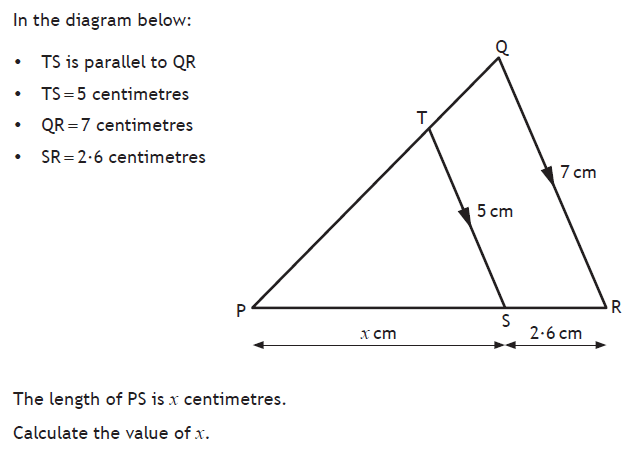 In the diagram below:
• TS is parallel to QR
• TS=5 centimetres
• QR=7 centimetres
• SR=2·6 centimetres
Q
T
7 cm
5 cm
P
S
R
x cm
2·6 cm
The length of PS is x centimetres.
Calculate the value of x.